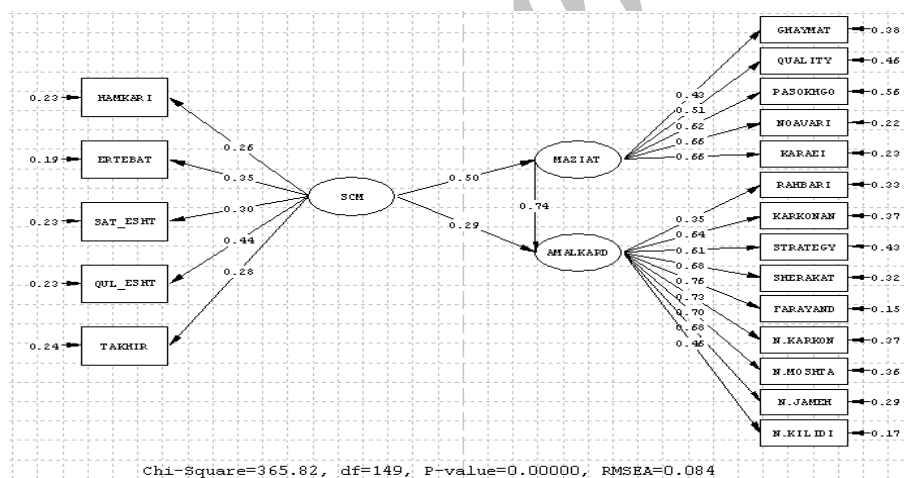 0.23 HAMKARI
0.19 ERTEBAT
0.23 SAT_ESHT
0.23 QUL_ESHT
0.24 TAKHIR
0.26
0.35
0.30
0.44
0.28
SCM
0.50
0.29
MAZIAT
0.74
AMALKARD
0.43
0.51
0.62
0.66
0.66
0.35
0.64
0.61
0.68
0.76
0.73
0.70
0.68
0.46
GHAYMAT 0.38
QUALITY 0.46
PASOKHGO 0.56
NOAVARI 0.22
KARAEI 0.23
RAHBARI 0.33
KARKONAN 0.37
STRATEGY 0.43
SHERAKAT 0.32
FARAYAND 0.15
N.KARKON 0.37
N.MOSHTA 0.36
N.JAMEH 0.29
N.KILIDI 0.17
Chi-Square=365.82, df=149, P-value=0.00000, RMSEA=0.084